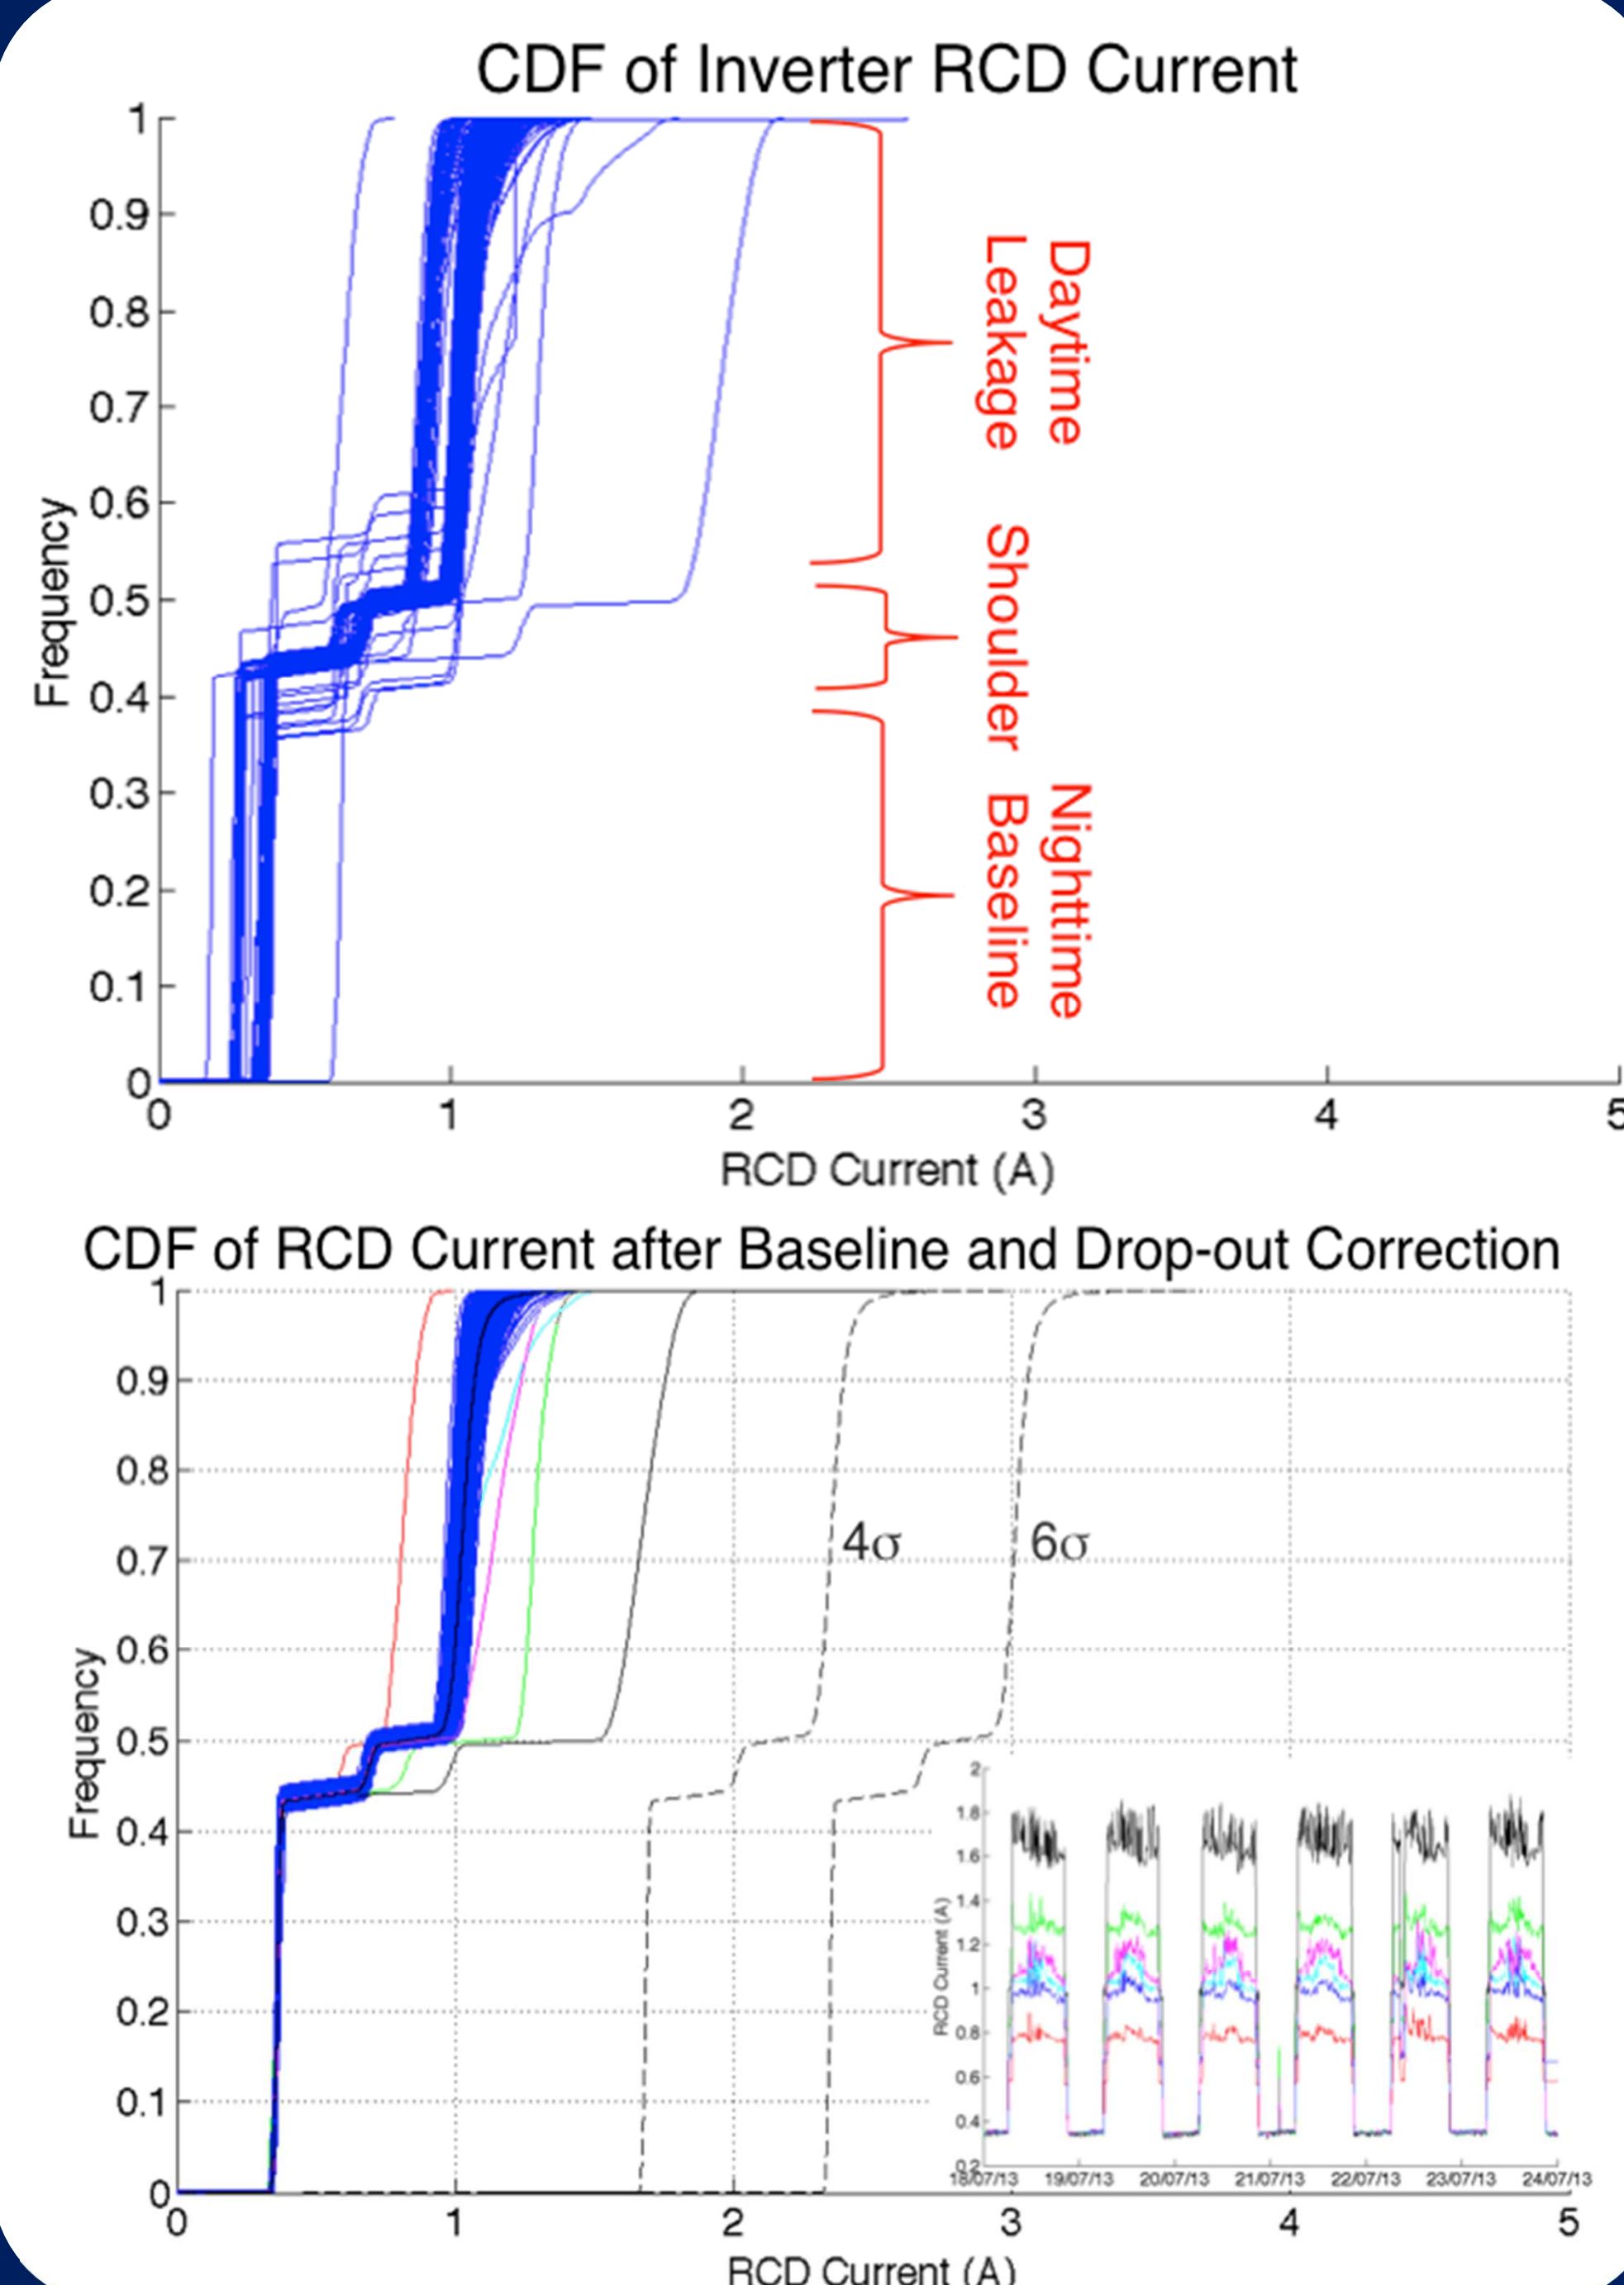 CDF of Inverter RCD Current
1
0.9
0.8
0.7
0.6
0.5
0.4
0.3
0.2
0.1
0
Frequency
0 1 2 3 4 5
RCD Current (A)
Daytime
Leakage
Shoulder
Nighttime
Baseline
CDF of RCD Current after Baseline and Drop-out Correction
1
0.9
0.8
0.7
0.6
0.5
0.4
0.3
0.2
0.1
0
Frequency
4σ
6σ
0 1 2 3 4 5
RCD Current (A)
2
1.8
1.6
1.4
1.2
1
0.8
0.6
0.4
0.2
RCD Current (A)
18/07/13 19/07/13 20/07/13 21/07/13 22/07/13 23/07/13 24/07/13